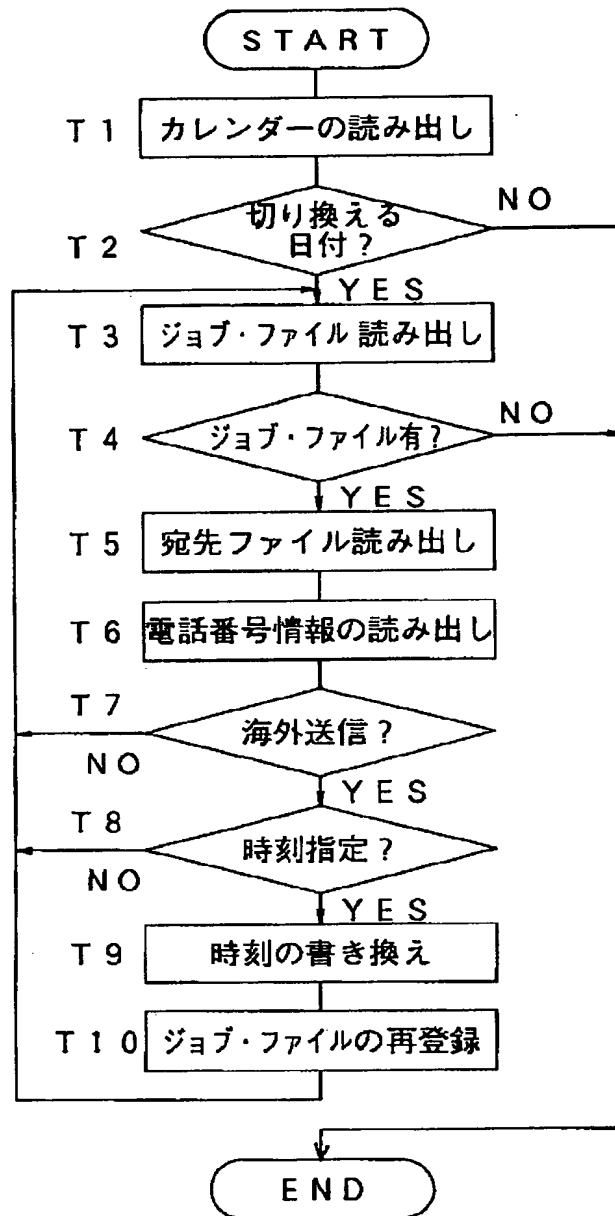 START
T1 カレンダーの読み出し
切り換える
日付？
NO
T2
YES
T3 ジョブ・ファイル読み出し
NO
T4 ジョブ・ファイル有？
YES
T5 宛先ファイル読み出し
T6 電話番号情報の読み出し
T7
海外送信？
NO
YES
T8
時刻指定？
NO
YES
T9 時刻の書き換え
T10 ジョブ・ファイルの再登録
END